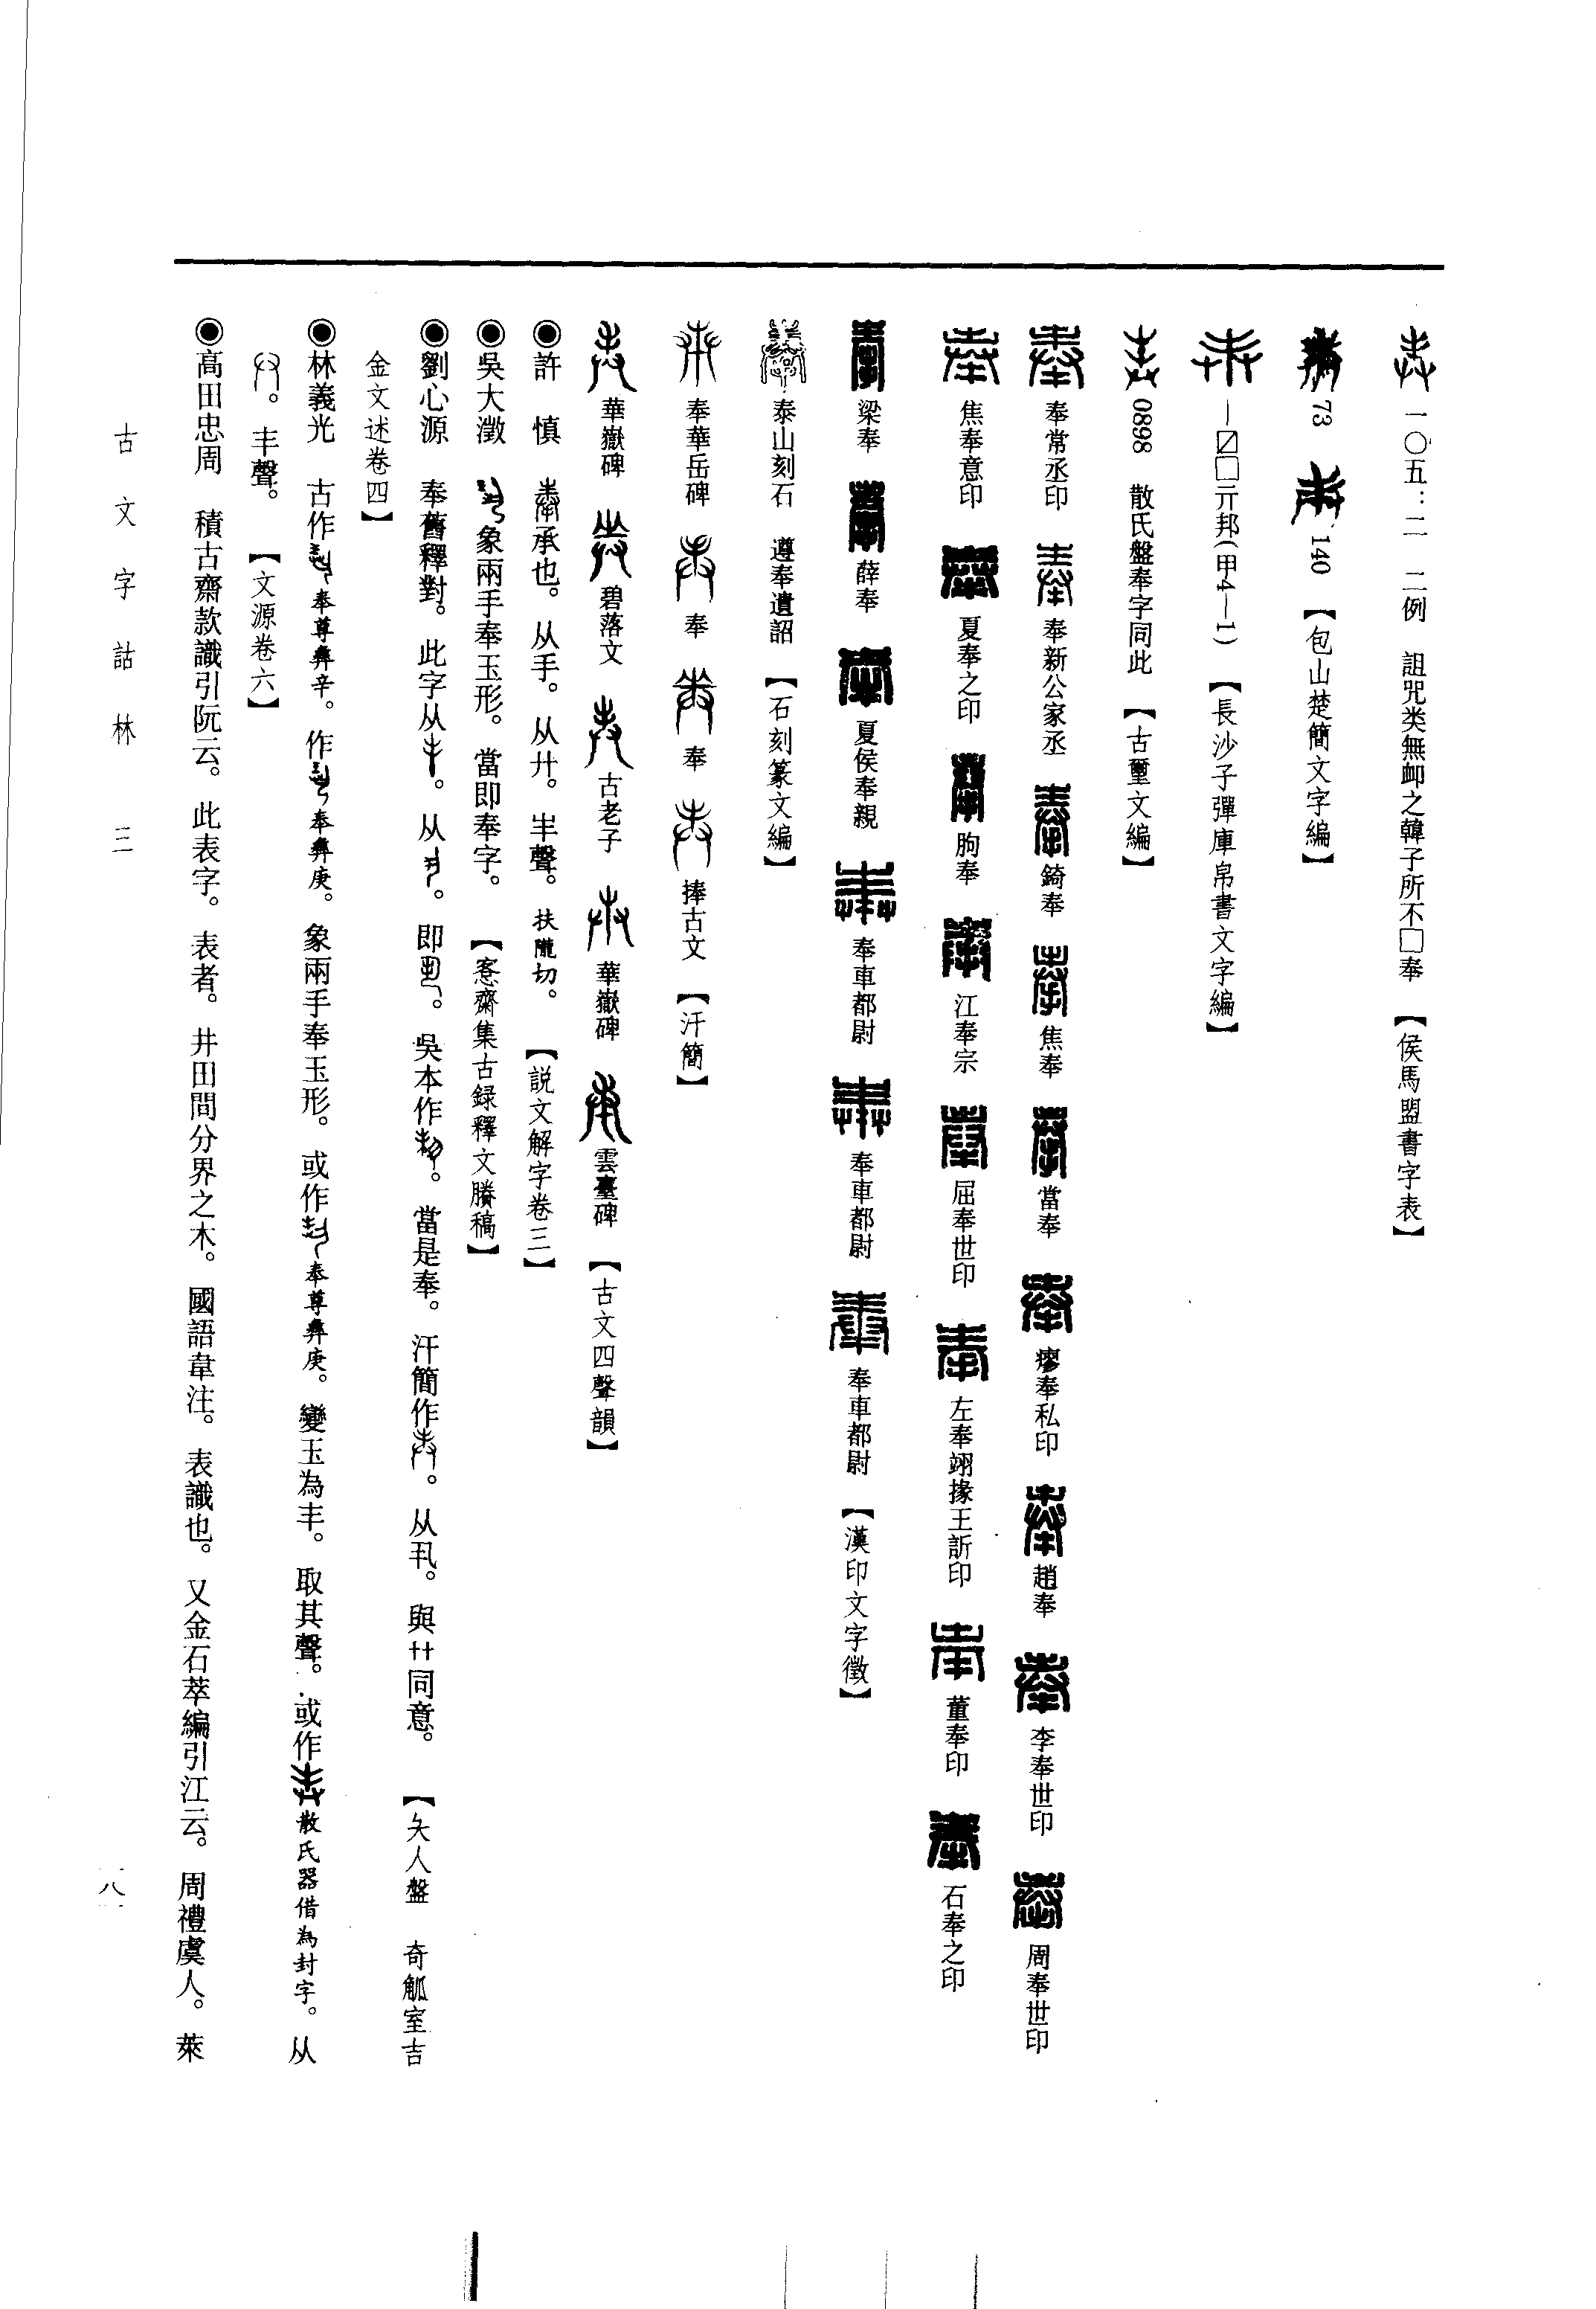 一〇五：二　二例　詛咒类無卹之韓子所不□奉　【侯馬盟書字表】
73　140　【包山楚簡文字編】
—〼□亓邦(甲4—1)　【長沙子彈庫帛書文字編】
0898　散氏盤奉字同此　【古璽文編】
奉常丞印　奉新公家丞　錡奉　焦奉　當奉　瘳奉私印　趙奉　李奉世印　周奉世印
焦奉意印　夏奉之印　朐奉　江奉宗　屈奉世印　左奉翊掾王訢印　董奉印　石奉之印
梁奉　薛奉　夏侯奉親　奉車都尉　奉車都尉　奉車都尉　【漢印文字徵】
泰山刻石　遵奉遺詔　【石刻篆文編】
奉華岳碑　奉　奉　捧古文　【汗簡】
華嶽碑　碧落文　古老子　華嶽碑　雲臺碑　【古文四聲韻】
◉許　慎　承也。从手。从廾。丰聲。扶隴切。　【説文解字卷三】
◉吳大澂　象兩手奉玉形。當即奉字。　【愙齋集古録釋文賸稿】
◉劉心源　奉舊釋對。此字从。从。即。吳本作。當是奉。汗簡作。从丮。與廾同意。　【夨人盤　奇觚室吉
金文述卷四】
◉林義光　古作奉尊彝辛。作奉彝庚。象兩手奉玉形。或作奉尊彝庚。變玉為丰。取其聲。或作散氏器借為封字。从
。丰聲。　【文源卷六】
◉高田忠周　積古齋款識引阮云。此表字。表者。井田間分界之木。國語韋注。表識也。又金石萃編引江云。周禮虞人。萊
古文字詁林　三
八